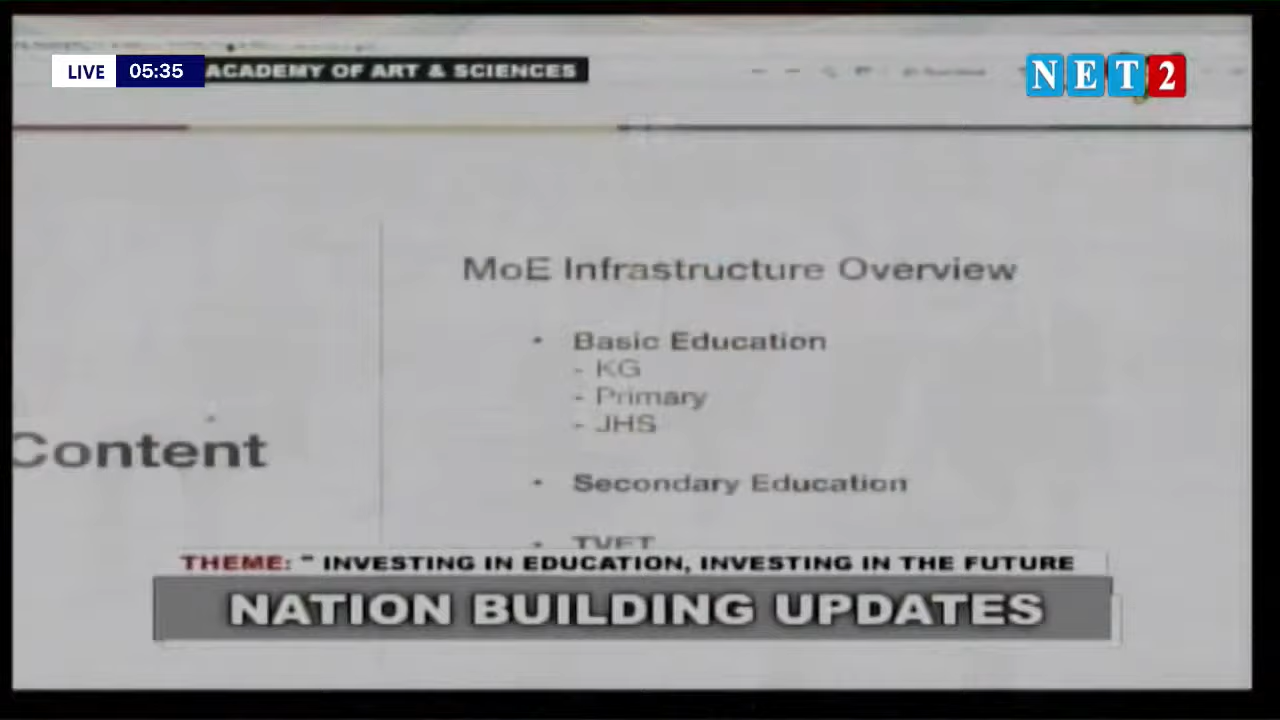 LIVE 05:35 ACADEMY OF ART & SCIENCES
NET2
MoE Infrastructure Overview
• Basic Education
- KG
- Primary
- JHS
Content
• Secondary Education
• TVET
THEME: " INVESTING IN EDUCATION, INVESTING IN THE FUTURE
NATION BUILDING UPDATES